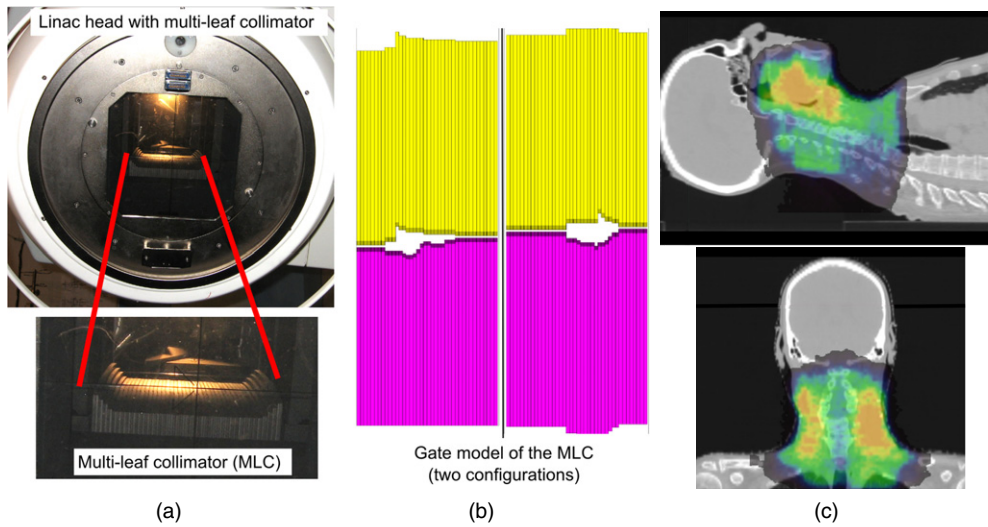 Linac head with multi-leaf collimator
Multi-leaf collimator (MLC)
Gate model of the MLC
(two configurations)
(a)
(b)
(c)